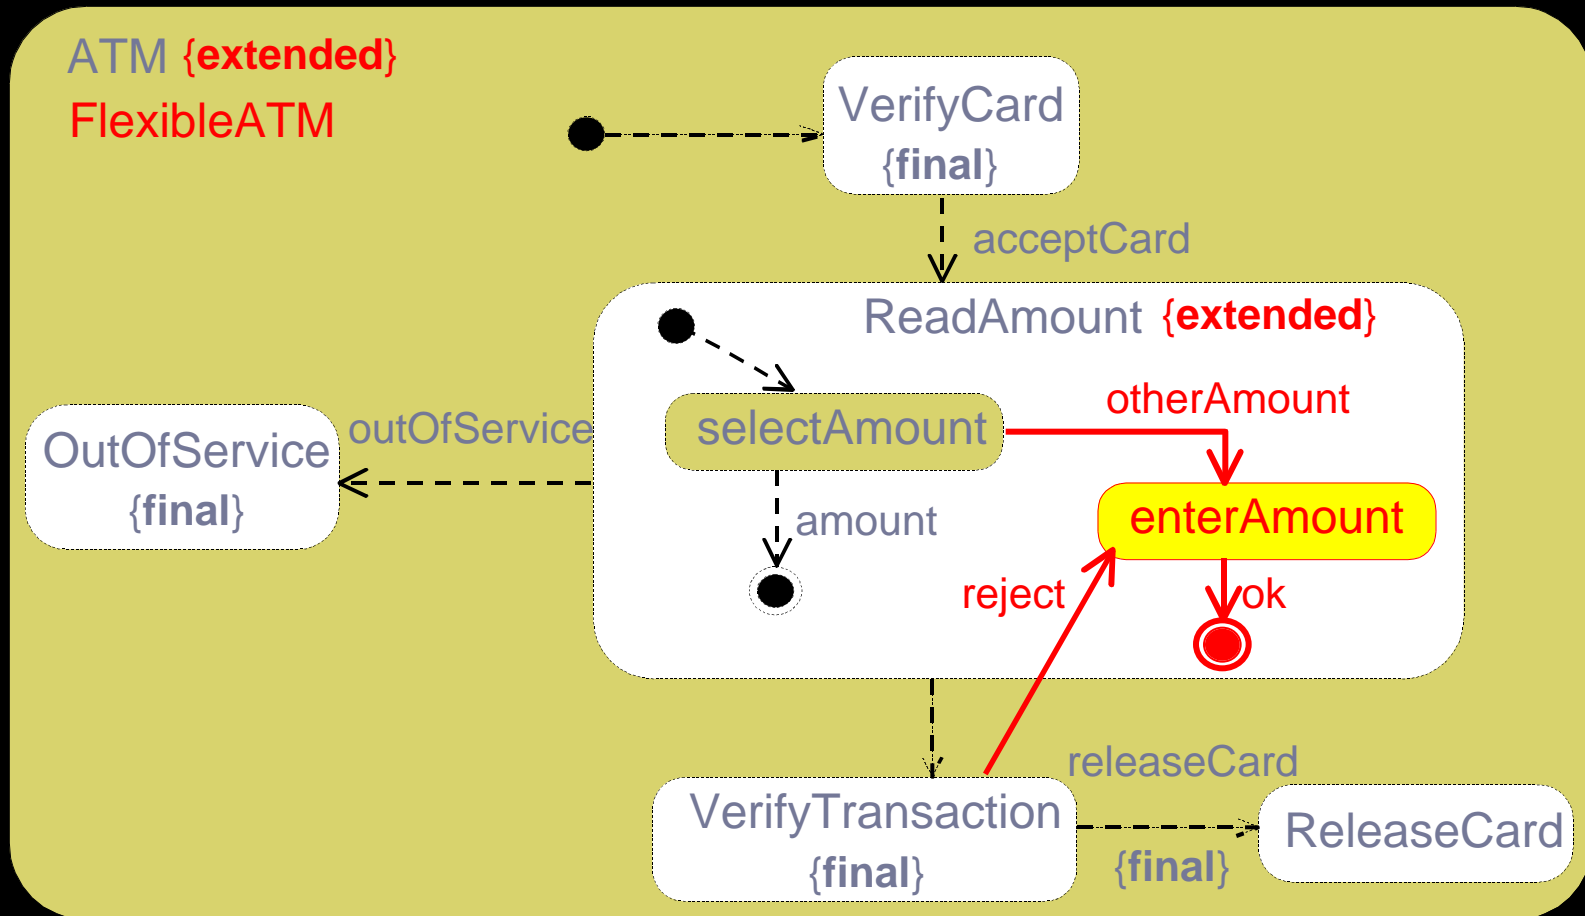 ATM {extended}
FlexibleATM
VerifyCard
{final}
acceptCard
ReadAmount {extended}
otherAmount
selectAmount
outOfService
OutOfService
{final}
amount
enterAmount
reject
ok
releaseCard
VerifyTransaction
{final}
{final}
ReleaseCard